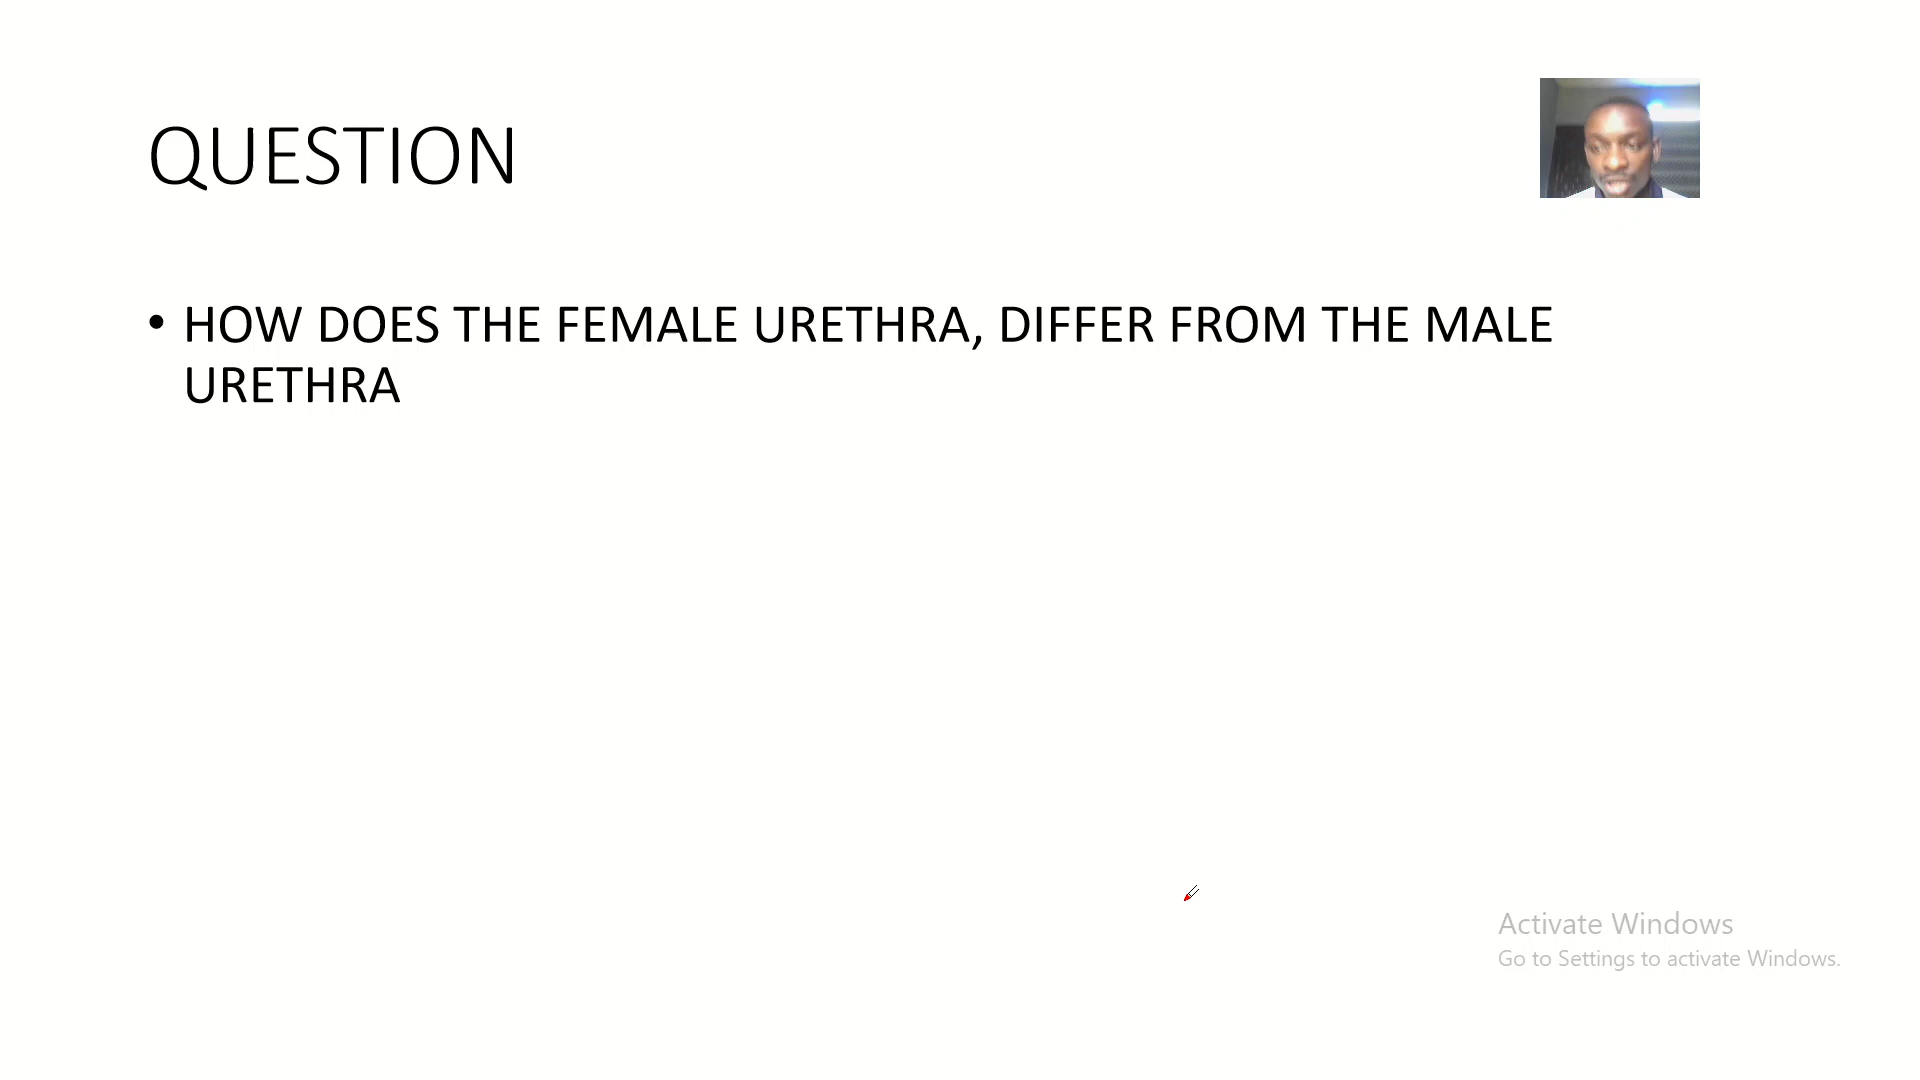 QUESTION
• HOW DOES THE FEMALE URETHRA, DIFFER FROM THE MALE
URETHRA
Activate Windows
Go to Settings to activate Windows.